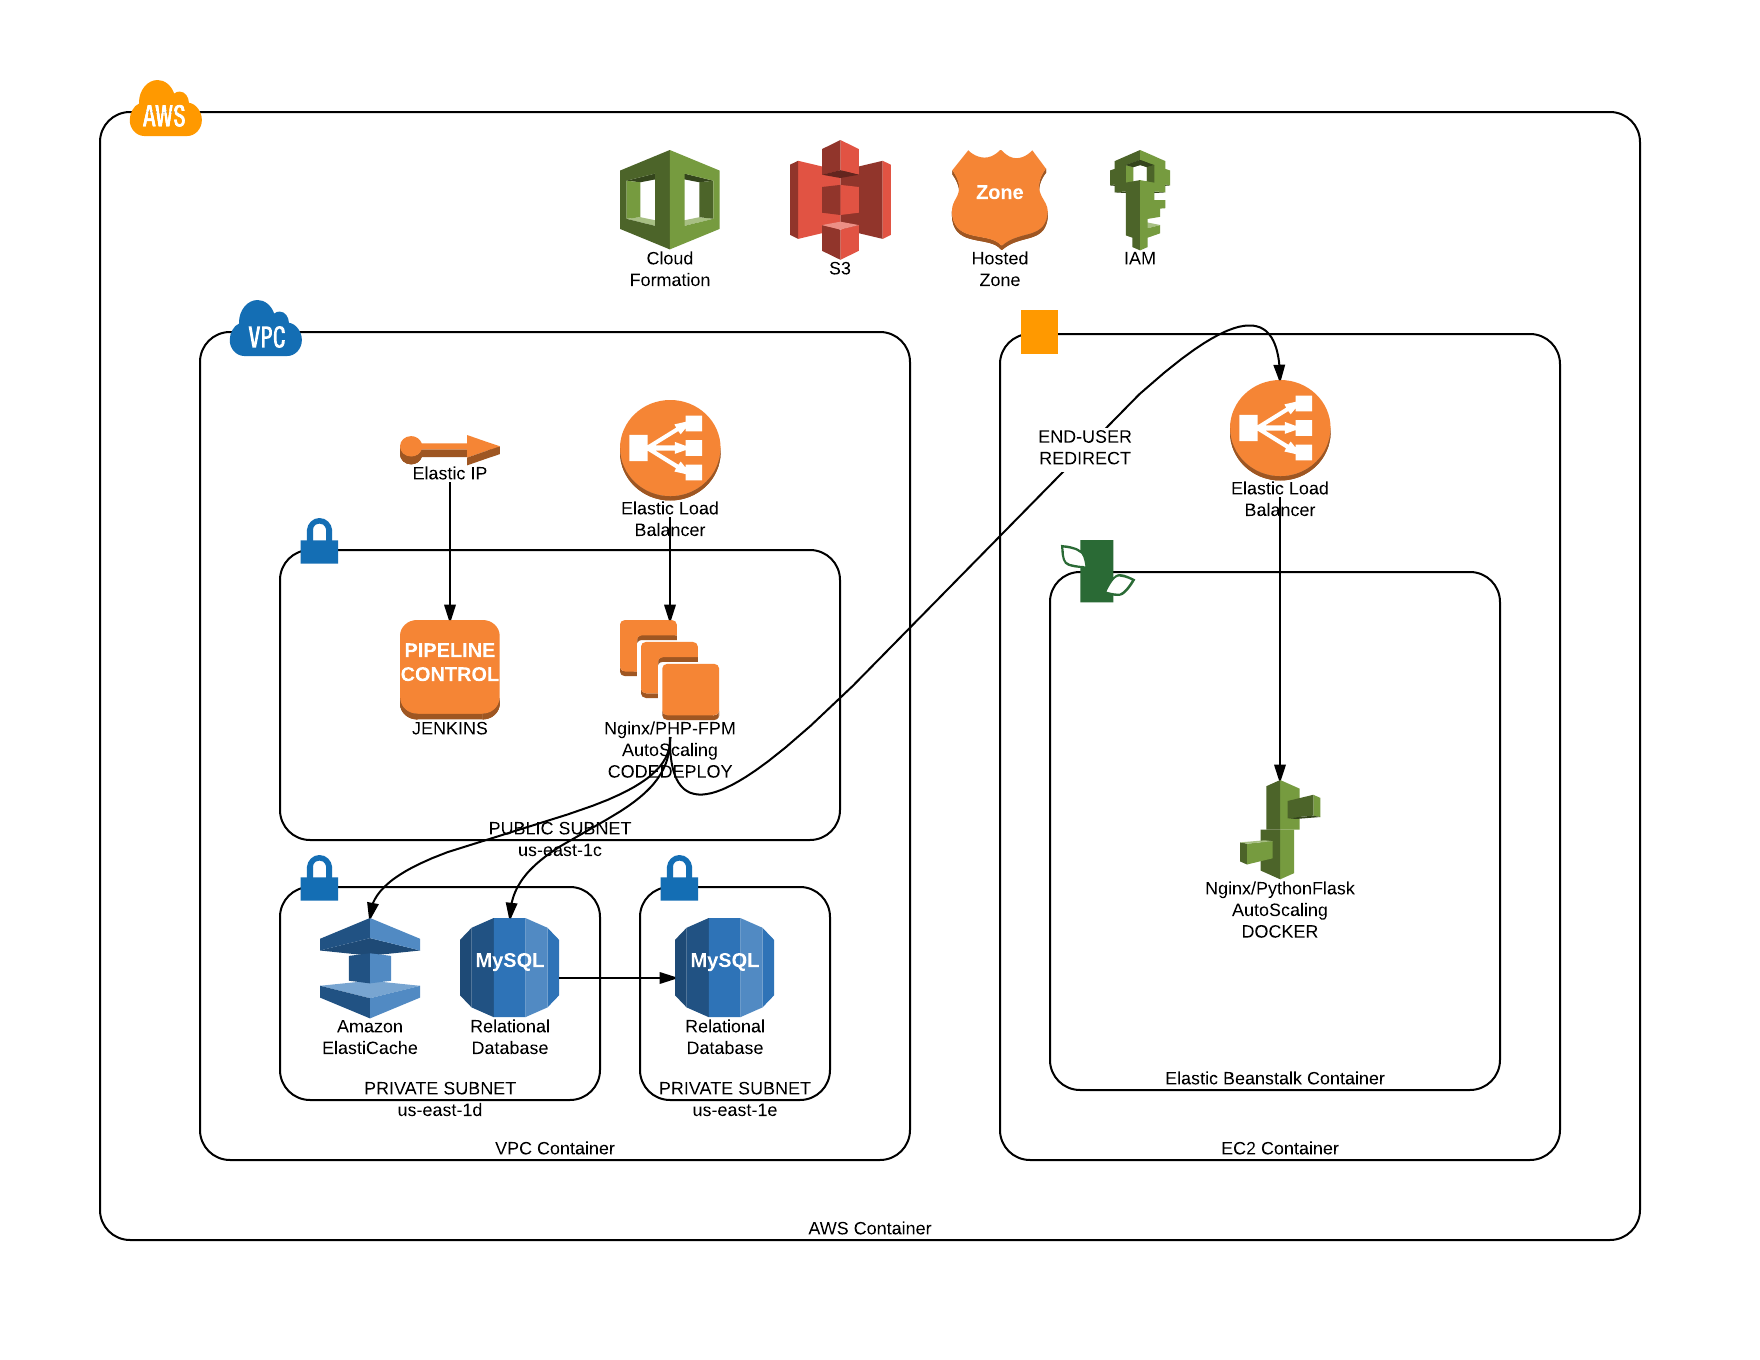 AWS
Cloud
Formation
S3
Zone
Hosted
Zone
IAM
VPC
Elastic IP
Elastic Load
Balancer
END-USER
REDIRECT
Elastic Load
Balancer
PIPELINE
CONTROL
JENKINS
Nginx/PHP-FPM
AutoScaling
CODEDEPLOY
PUBLIC SUBNET
us-east-1c
Nginx/PythonFlask
AutoScaling
DOCKER
MySQL
MySQL
Amazon
ElastiCache
Relational
Database
Relational
Database
PRIVATE SUBNET
us-east-1d
PRIVATE SUBNET
us-east-1e
Elastic Beanstalk Container
VPC Container
EC2 Container
AWS Container